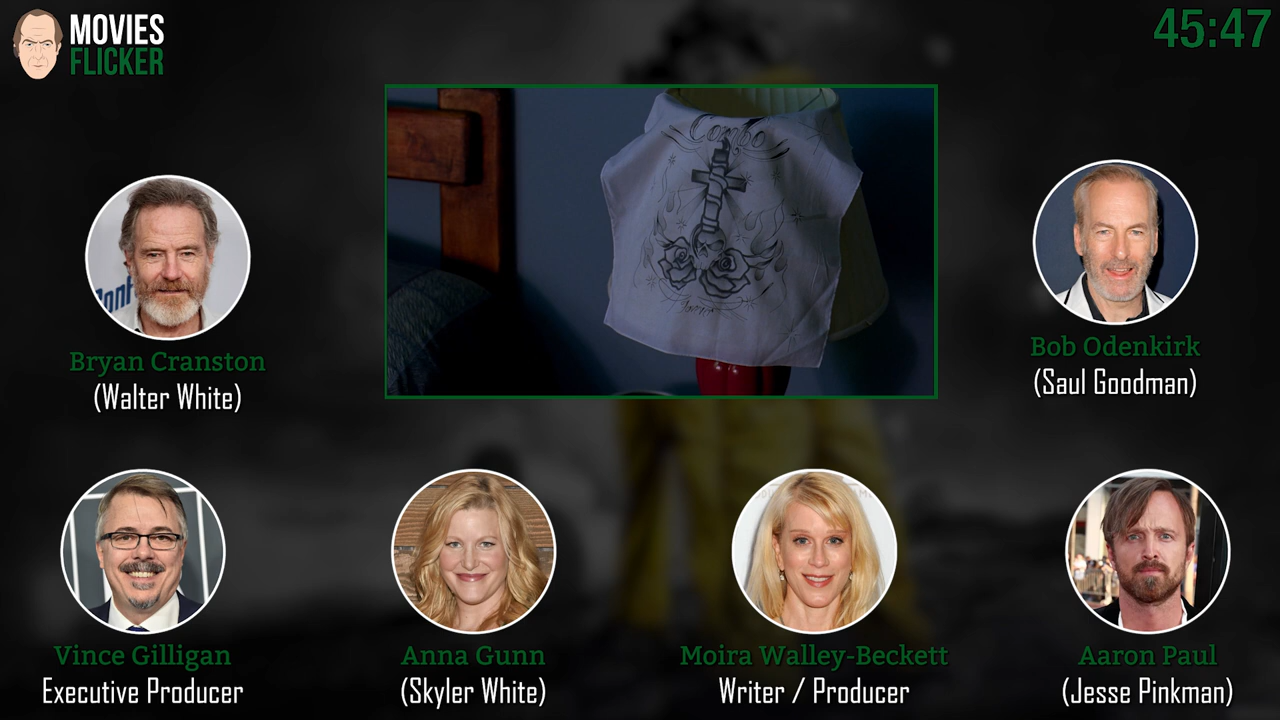 MOVIES
FLICKER
45:47
Combo
Bryan Cranston
(Walter White)
Bob Odenkirk
(Saul Goodman)
Vince Gilligan
Executive Producer
Anna Gunn
(Skyler White)
Moira Walley-Beckett
Writer / Producer
Aaron Paul
(Jesse Pinkman)